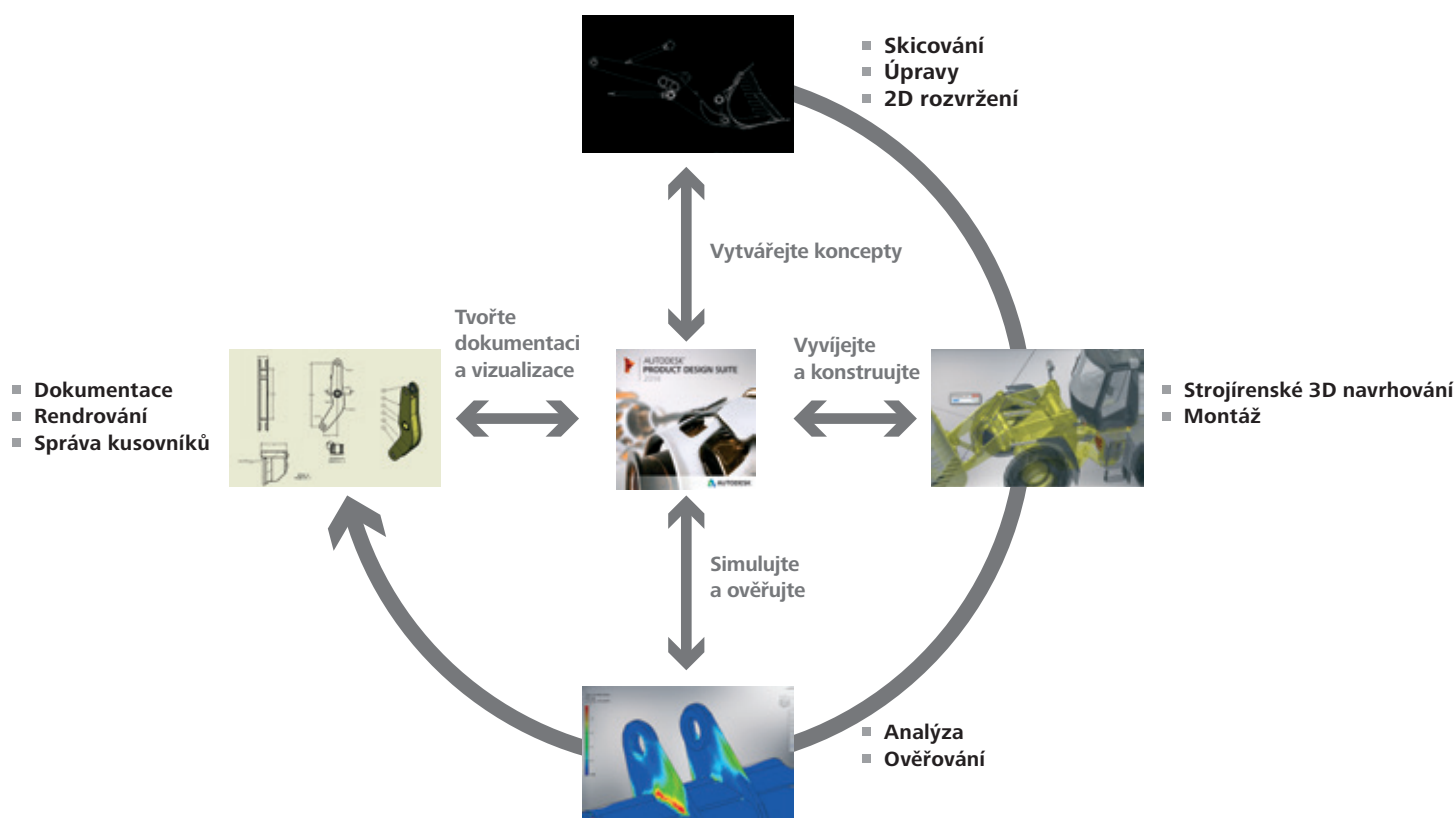 Skicování
Úpravy
2D rozvržení
Vytvářejte koncepty
Tvořte
dokumentaci
a vizualizace
Vyvíjejte
a konstruujte
AUTODESK®
PRODUCT DESIGN SUITE
2014
AUTODESK
Dokumentace
Rendrování
Správa kusovníků
Strojírenské 3D navrhování
Montáž
Simulujte
a ověřujte
Analýza
Ověřování